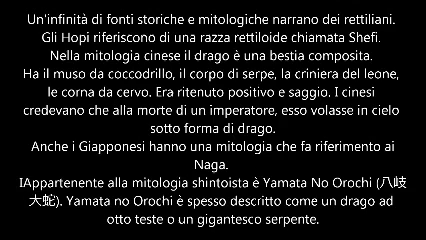 Un'infinità di fonti storiche e mitologiche narrano dei rettiliani.
Gli Hopi riferiscono di una razza rettiloide chiamata Shefi.
Nella mitologia cinese il drago è una bestia composita.
Ha il muso da coccodrillo, il corpo di serpe, la criniera del leone,
le corna da cervo. Era ritenuto positivo e saggio. I cinesi
credevano che alla morte di un imperatore, esso volasse in cielo
sotto forma di drago.
Anche i Giapponesi hanno una mitologia che fa riferimento ai
Naga.
IAppartenente alla mitologia shintoista è Yamata No Orochi (八岐
大蛇). Yamata no Orochi è spesso descritto come un drago ad
otto teste o un gigantesco serpente.